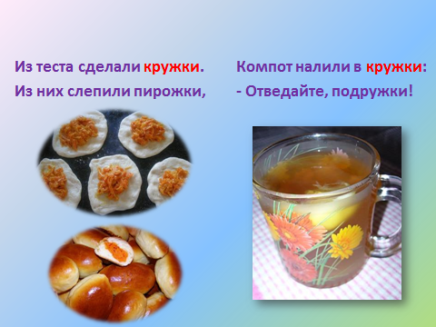 Из теста сделали кружки.
Из них слепили пирожки,
Компот налили в кружки:
- Отведайте, подружки!